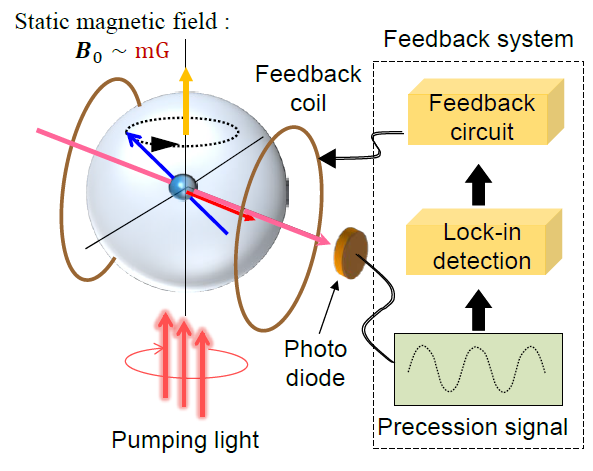 Static magnetic field :
B₀ ~ mG
Feedback system
Feedback
coil
Feedback
circuit
Lock-in
detection
Photo
diode
Precession signal
Pumping light